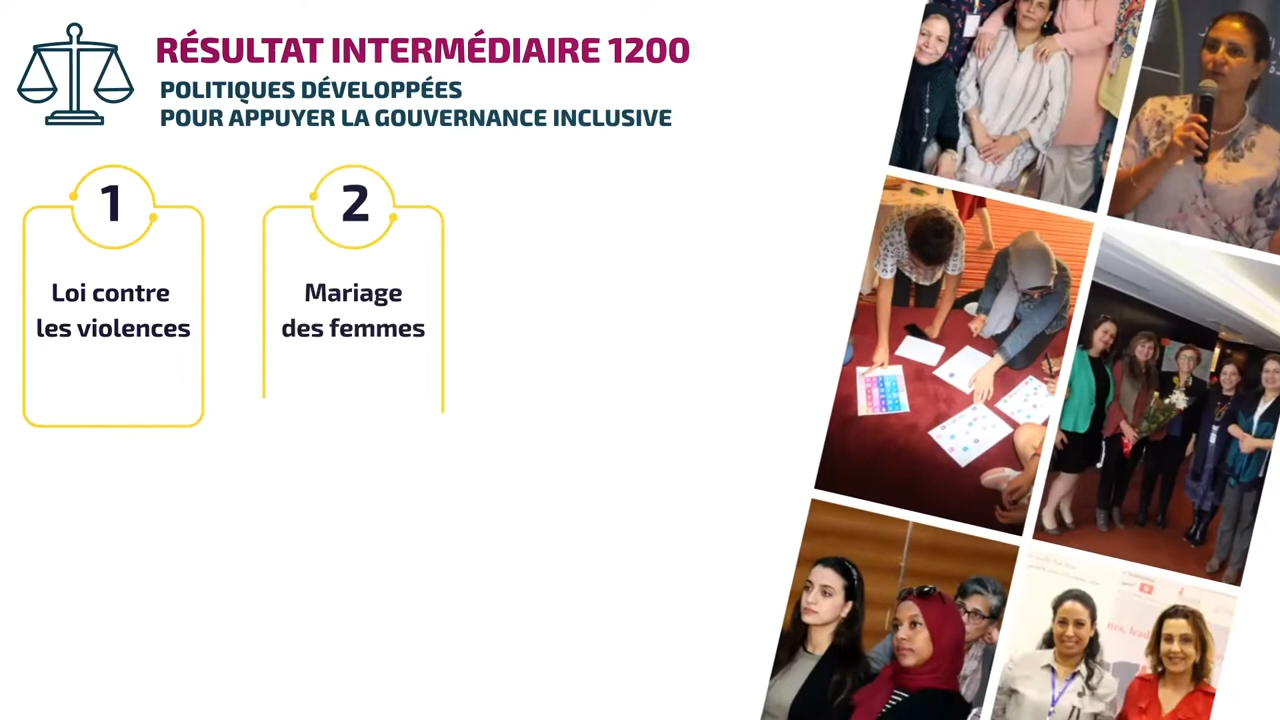 RÉSULTAT INTERMÉDIAIRE 1200
POLITIQUES DÉVELOPPÉES
POUR APPUYER LA GOUVERNANCE INCLUSIVE
1
Loi contre
les violences
2
Mariage
des femmes